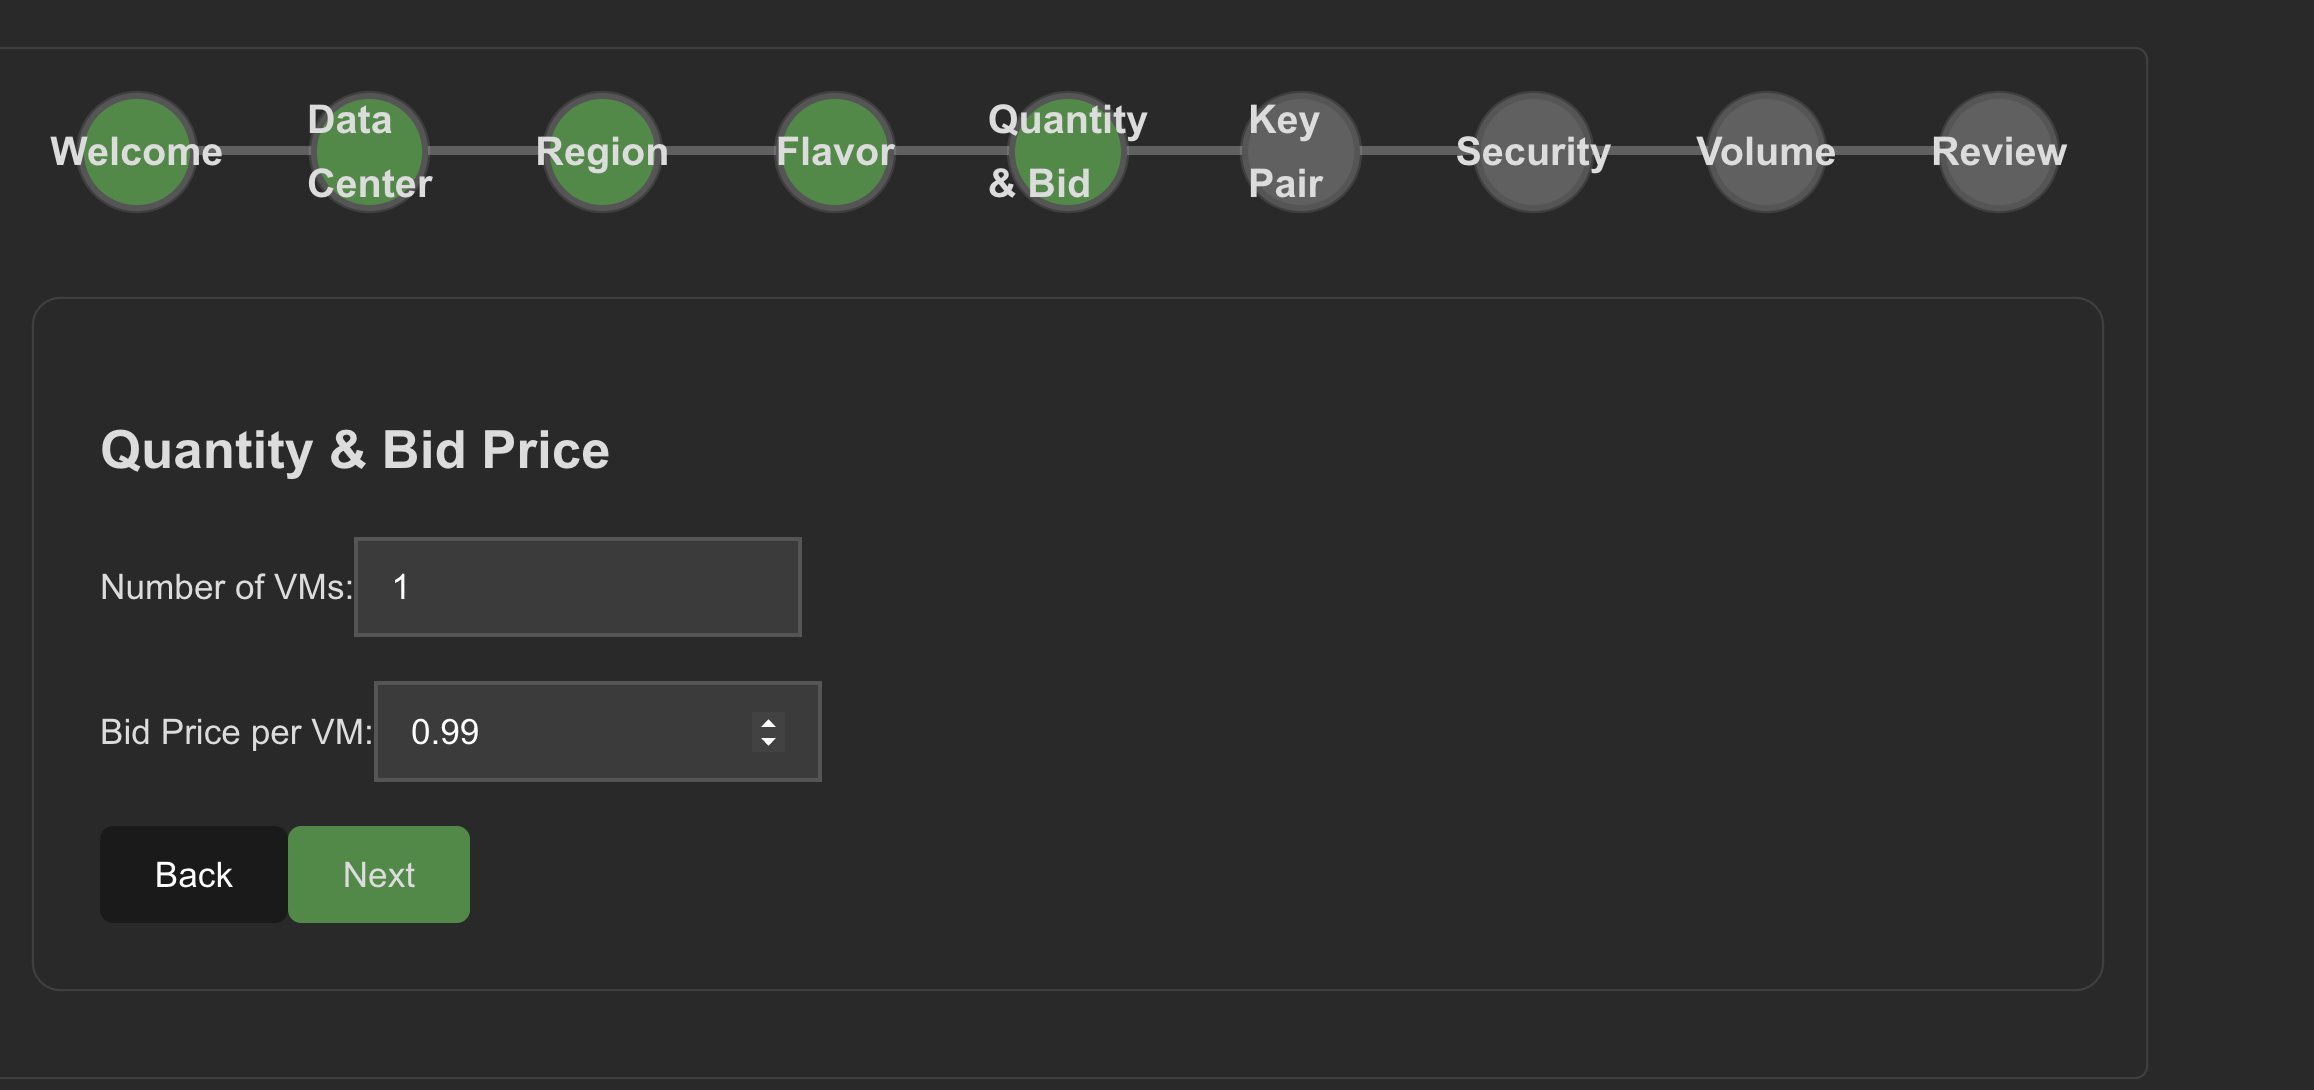 Welcome
Data
Center
Region
Flavor
Quantity
& Bid
Key
Pair
Security
Volume
Review
Quantity & Bid Price
Number of VMs: 1
Bid Price per VM: 0.99
Back Next